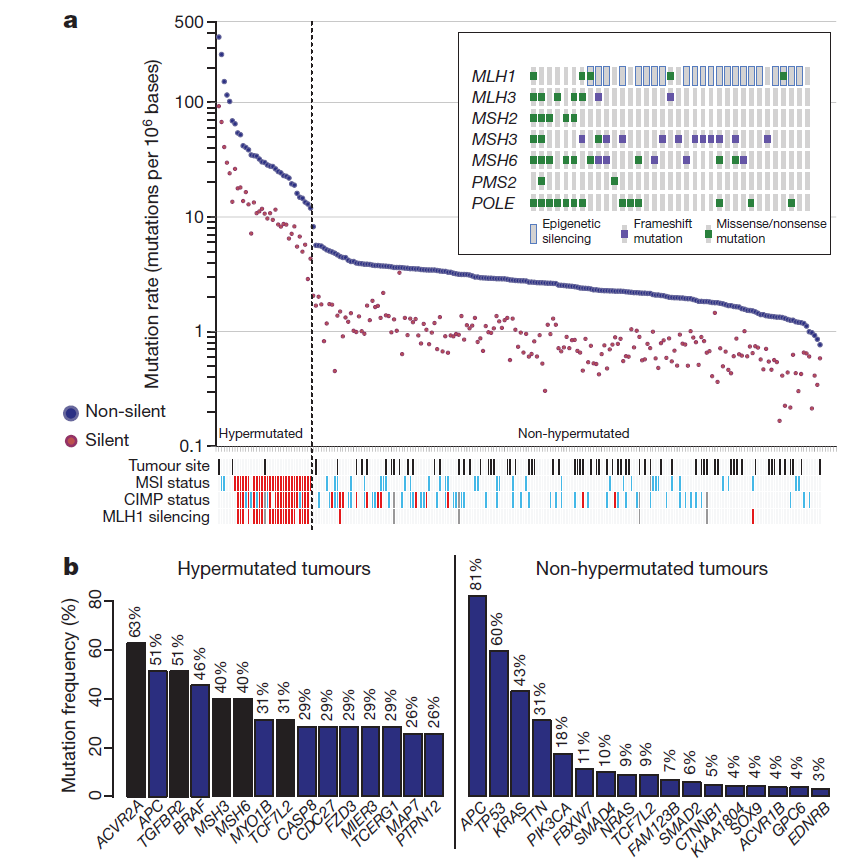 a
Mutation rate (mutations per 10⁶ bases)
500
100
10
1
0.1
MLH1
MLH3
MSH2
MSH3
MSH6
PMS2
POLE
Epigenetic silencing
Frameshift mutation
Missense/nonsense mutation
Non-silent
Silent
Hypermutated
Non-hypermutated
Tumour site
MSI status
CIMP status
MLH1 silencing
b
Hypermutated tumours
Mutation frequency (%)
80
60
40
20
0
63%
51%
51%
46%
40%
40%
31%
31%
29%
29%
29%
29%
29%
26%
26%
ACVR2A
APC
TGFBR2
BRAF
MSH3
MSH6
MYO1B
TCF7L2
CASP8
CDC27
FZD3
MIER3
TCERG1
MAP7
PTPN12
Non-hypermutated tumours
81%
60%
43%
31%
18%
11%
10%
9%
9%
7%
6%
5%
4%
4%
4%
4%
3%
APC
TP53
KRAS
TTN
PIK3CA
FBXW7
SMAD4
NRAS
TCF7L2
FAM123B
SMAD2
CTNNB1
KIAA1804
SOX9
ACVR1B
GPC6
EDNRB